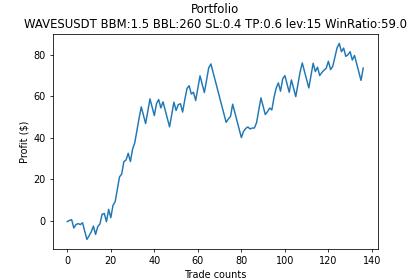 Portfolio
WAVESUSDT BBM:1.5 BBL:260 SL:0.4 TP:0.6 lev:15 WinRatio:59.0
Profit ($)
80
60
40
20
0
0 20 40 60 80 100 120 140
Trade counts